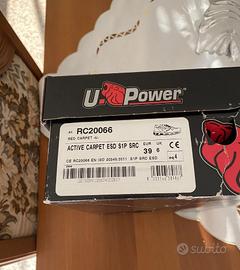 U-Power
RC20066
RED CARPET
ACTIVE CARPET ESD S1P SRC
EUR
39
UK
6
CE
CE RC20066 EN ISO 20345:2011 S1P SRC ESD
subito